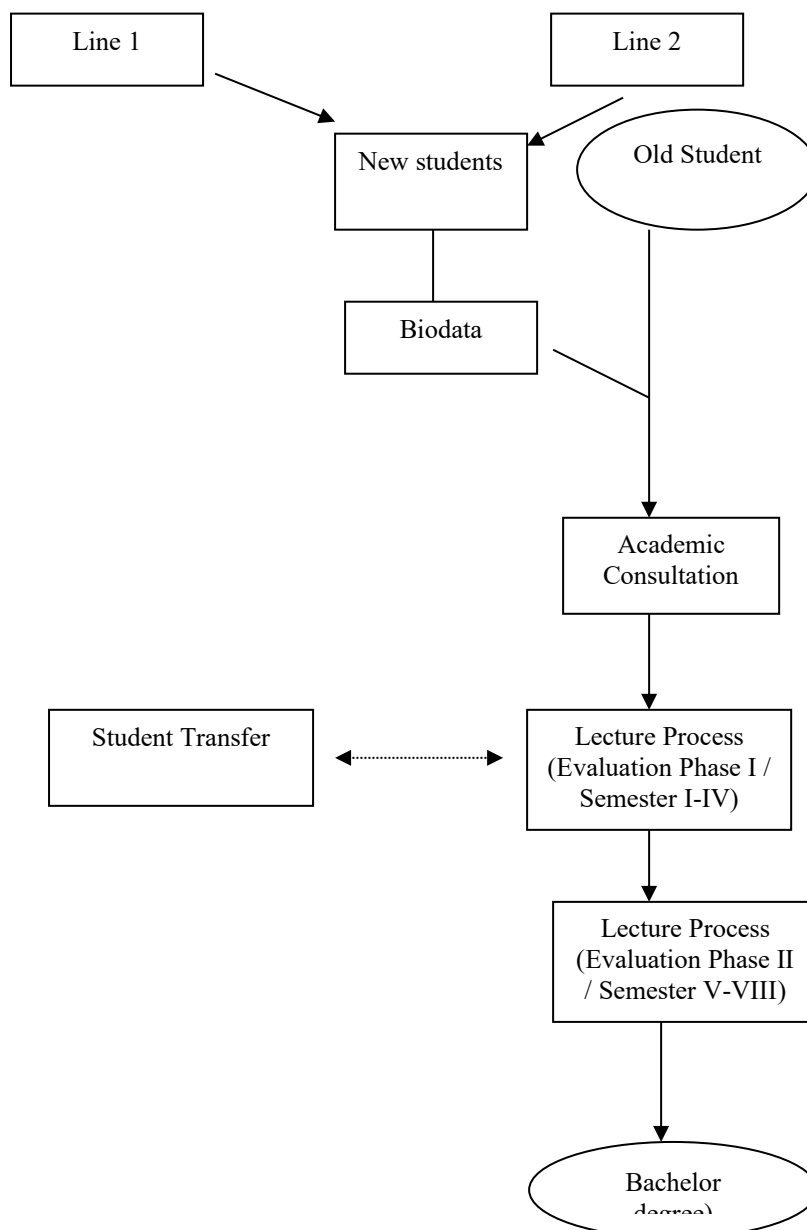 Line 1
Line 2
New students
Old Student
Biodata
Academic
Consultation
Student Transfer
Lecture Process
(Evaluation Phase I /
Semester I-IV)
Lecture Process
(Evaluation Phase II
/ Semester V-VIII)
Bachelor
degree)